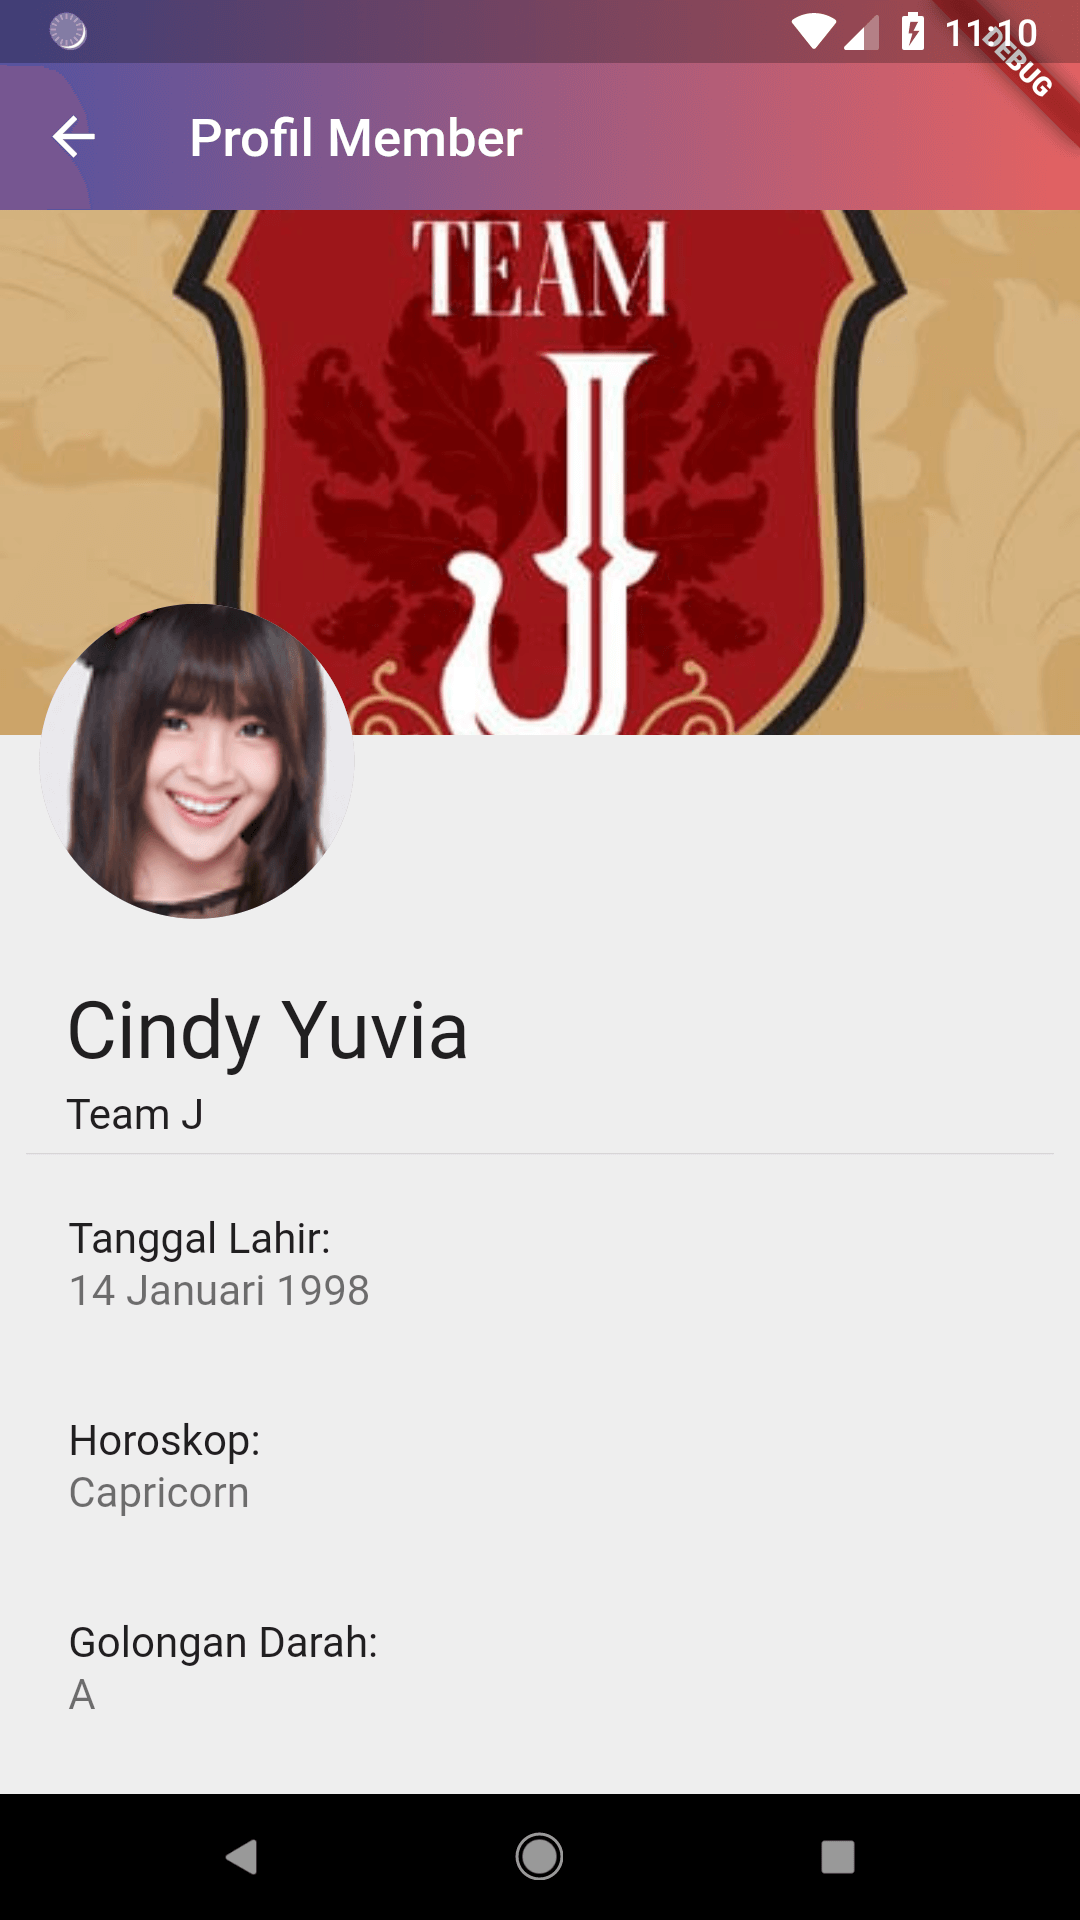 11:10
DEBUG
Profil Member
TEAM
J
Cindy Yuvia
Team J
Tanggal Lahir:
14 Januari 1998
Horoskop:
Capricorn
Golongan Darah:
A